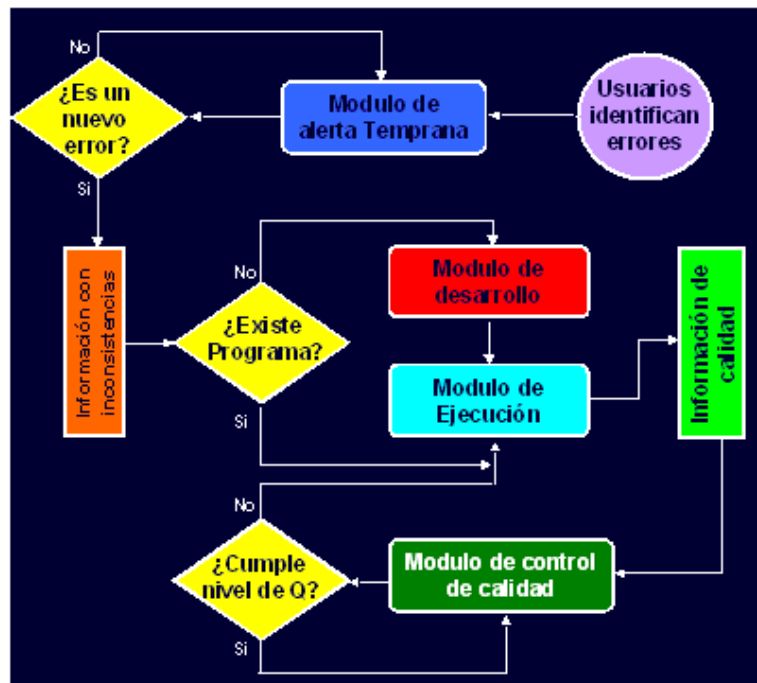 No
¿Es un
nuevo
error?
Si
Modulo de
alerta Temprana
Usuarios
identifican
errores
Información con
inconsistencias
No
¿Existe
Programa?
Si
Modulo de
desarrollo
Modulo de
Ejecución
Información de
calidad
No
¿Cumple
nivel de Q?
Si
Modulo de control
de calidad